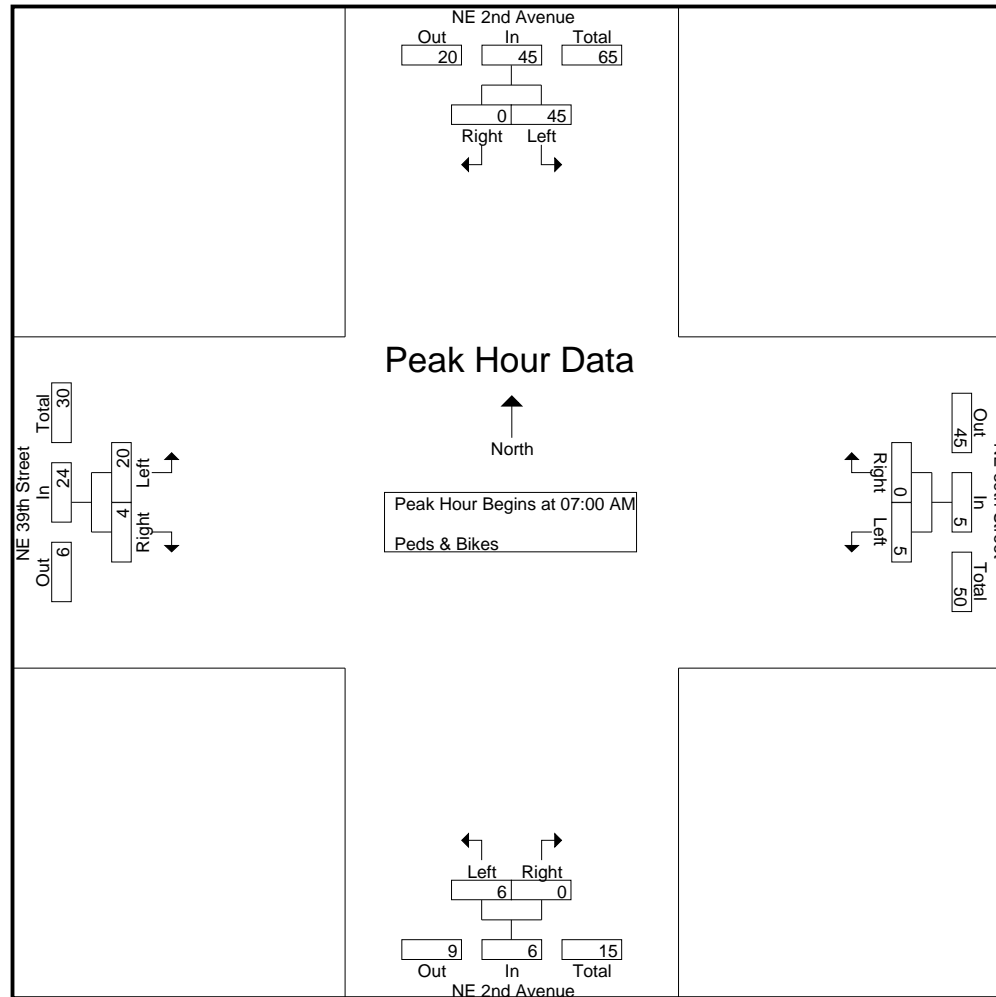 NE 2nd Avenue
Out In Total
20 45 65
0 45
Right Left
Peak Hour Data
North
Peak Hour Begins at 07:00 AM
Peds & Bikes
NE 39th Street
Out In Total
6 24 30
4 20
Right Left
Out In Total
45 5 50
0 5
Right Left
Left Right
6 0
9 6 15
Out In Total
NE 2nd Avenue